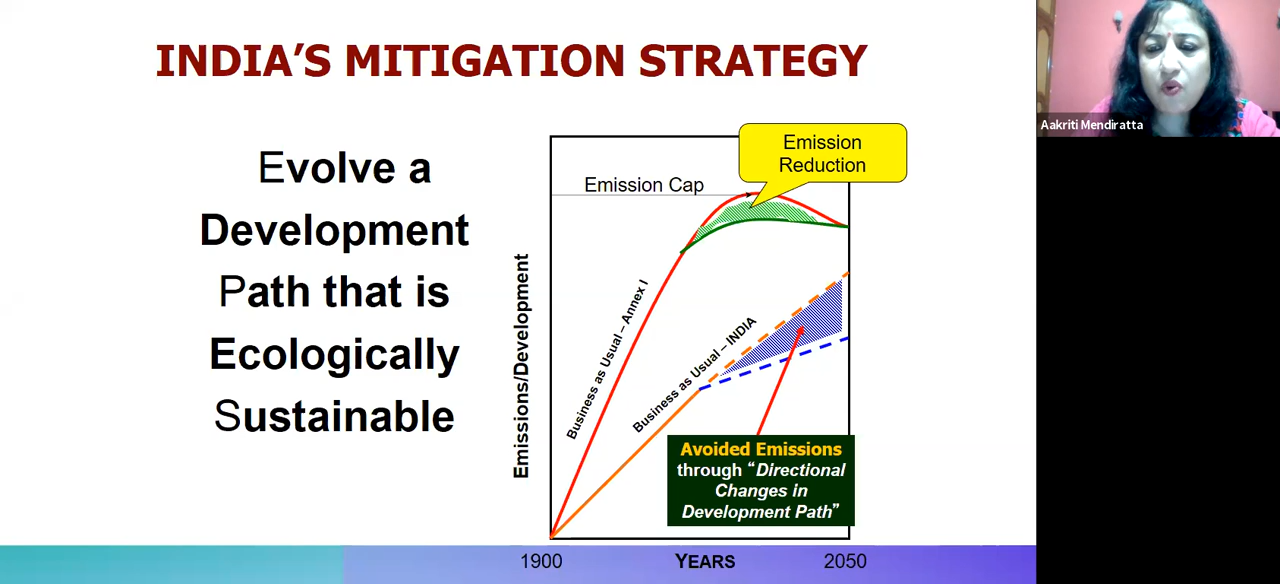 INDIA’S MITIGATION STRATEGY
Aakriti Mendiratta
Evolve a
Development
Path that is
Ecologically
Sustainable
Emission
Reduction
Emission Cap
Emissions/Development
Business as Usual – Annex I
Business as Usual – INDIA
Avoided Emissions
through “Directional
Changes in
Development Path”
1900 YEARS 2050